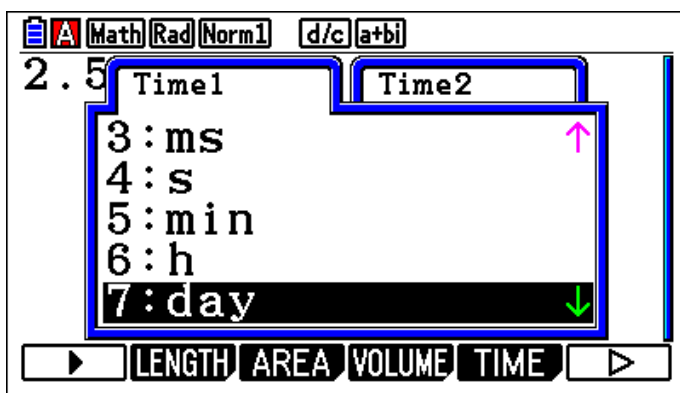 A Math Rad Norm1 d/c a+bi
2.5
Time1 Time2
3:ms
4:s
5:min
6:h
7:day
LENGTH AREA VOLUME TIME